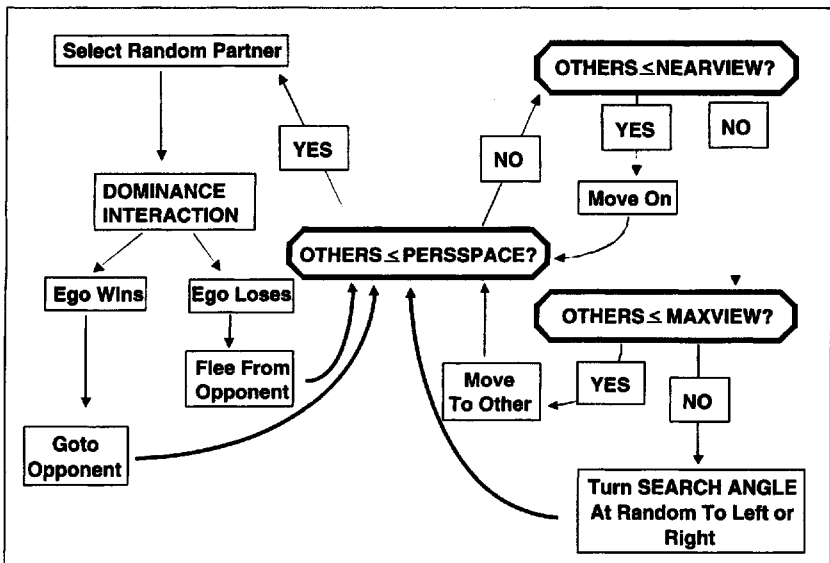 Select Random Partner
OTHERS ≤ NEARVIEW?
YES
NO
YES
NO
DOMINANCE
INTERACTION
Move On
OTHERS ≤ PERSSPACE?
Ego Wins
Ego Loses
OTHERS ≤ MAXVIEW?
Flee From
Opponent
Move
To Other
YES
NO
Goto
Opponent
Turn SEARCH ANGLE
At Random To Left or
Right